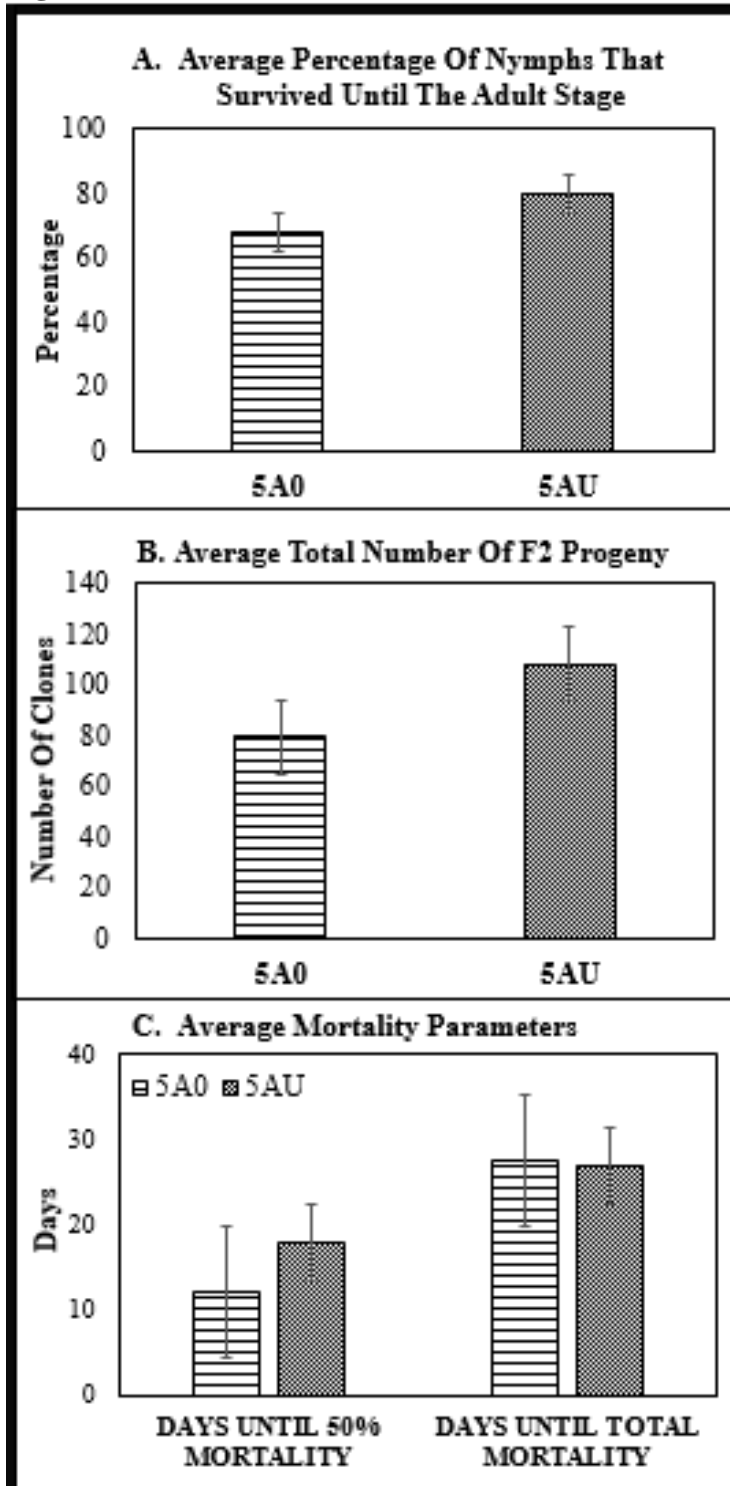 A. Average Percentage Of Nymphs That
Survived Until The Adult Stage
100
80
60
40
20
0
Percentage
5A0
5AU
B. Average Total Number Of F2 Progeny
140
120
100
80
60
40
20
0
Number Of Clones
5A0
5AU
C. Average Mortality Parameters
40
30
20
10
0
Days
5A0 5AU
DAYS UNTIL 50%
MORTALITY
DAYS UNTIL TOTAL
MORTALITY